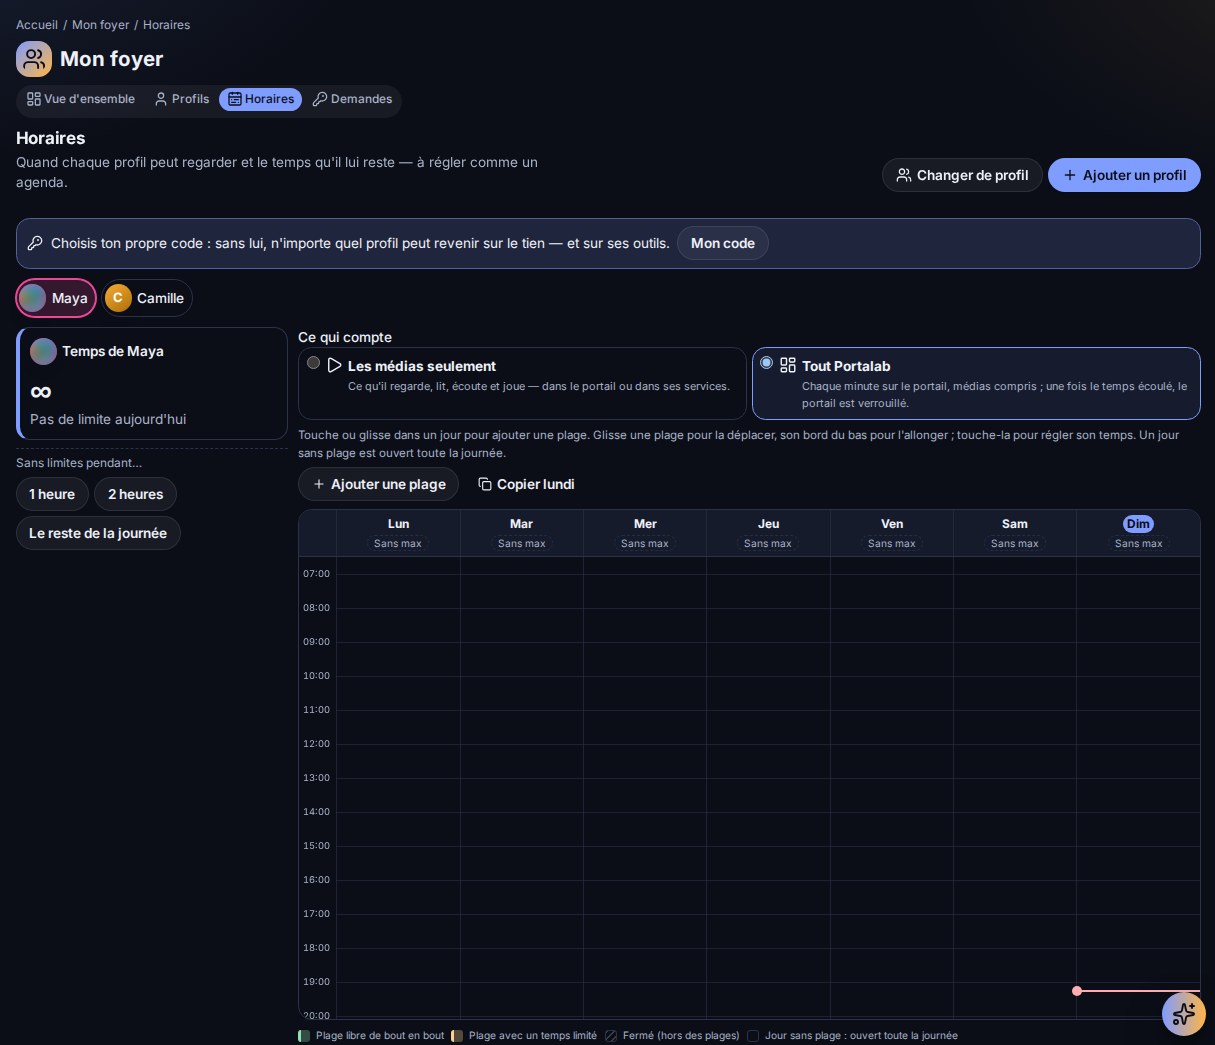 Accueil / Mon foyer / Horaires
Mon foyer
Vue d'ensemble Profils Horaires Demandes
Horaires
Quand chaque profil peut regarder et le temps qu'il lui reste — à régler comme un
agenda.
Changer de profil
Ajouter un profil
Choisis ton propre code : sans lui, n'importe quel profil peut revenir sur le tien — et sur ses outils. Mon code
Maya
C Camille
Temps de Maya
∞
Pas de limite aujourd'hui
Sans limites pendant…
1 heure
2 heures
Le reste de la journée
Ce qui compte
Les médias seulement
Ce qu'il regarde, lit, écoute et joue — dans le portail ou dans ses services.
Tout Portalab
Chaque minute sur le portail, médias compris ; une fois le temps écoulé, le
portail est verrouillé.
Touche ou glisse dans un jour pour ajouter une plage. Glisse une plage pour la déplacer, son bord du bas pour l'allonger ; touche-la pour régler son temps. Un jour
sans plage est ouvert toute la journée.
Ajouter une plage
Copier lundi
Lun Mar Mer Jeu Ven Sam Dim
Sans max Sans max Sans max Sans max Sans max Sans max Sans max
07:00
08:00
09:00
10:00
11:00
12:00
13:00
14:00
15:00
16:00
17:00
18:00
19:00
20:00
Plage libre de bout en bout Plage avec un temps limité Fermé (hors des plages) Jour sans plage : ouvert toute la journée